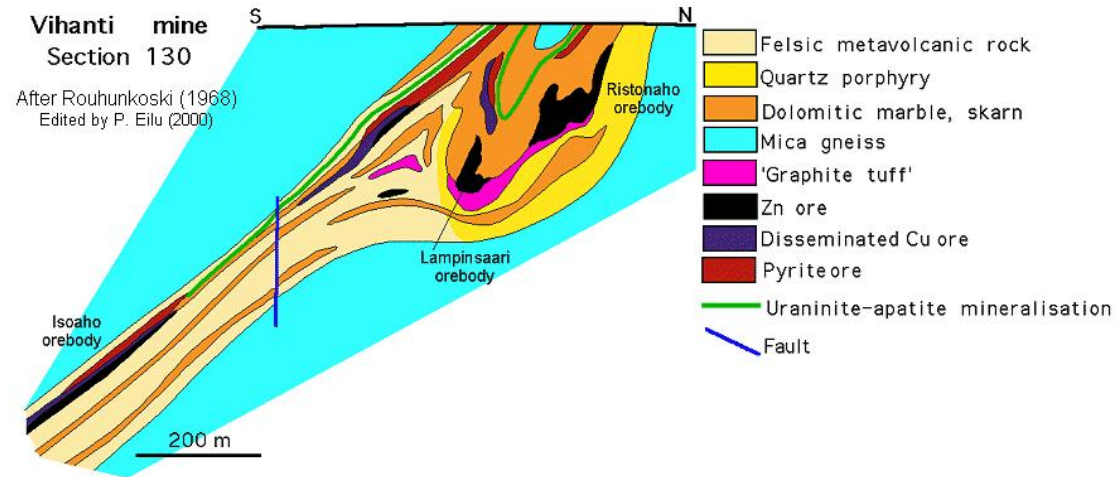 Vihanti mine
Section 130
After Rouhunkoski (1968)
Edited by P. Eilu (2000)
S
N
Ristonaho
orebody
Lampinsaari
orebody
Isoaho
orebody
200 m
Felsic metavolcanic rock
Quartz porphyry
Dolomitic marble, skarn
Mica gneiss
'Graphite tuff'
Zn ore
Disseminated Cu ore
Pyrite ore
Uraninite-apatite mineralisation
Fault